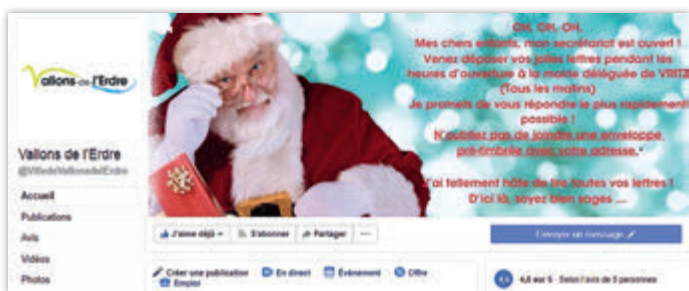 Vallons-de-l'Erdre
OH, OH, OH,
Mes chers enfants, mon secrétariat est ouvert !
Venez déposer vos jolies lettres pendant les
heures d'ouverture à la mairie déléguée de VRITZ
(Tous les matins)
Je promets de vous répondre le plus rapidement
possible !
N'oubliez pas de joindre une enveloppe
pré-timbrée avec votre adresse.*
J'ai tellement hâte de lire toutes vos lettres !
D'ici là, soyez bien sages ....
Vallons de l'Erdre
@VilledeVallonsdelErdre
Accueil
Publications
Avis
Vidéos
Photos
J'aime déjà
S'abonner
Partager
Envoyer un message
Créer une publication
En direct
Évènement
Offre
Emploi
4,8 sur 5 - Selon l'avis de 5 personnes